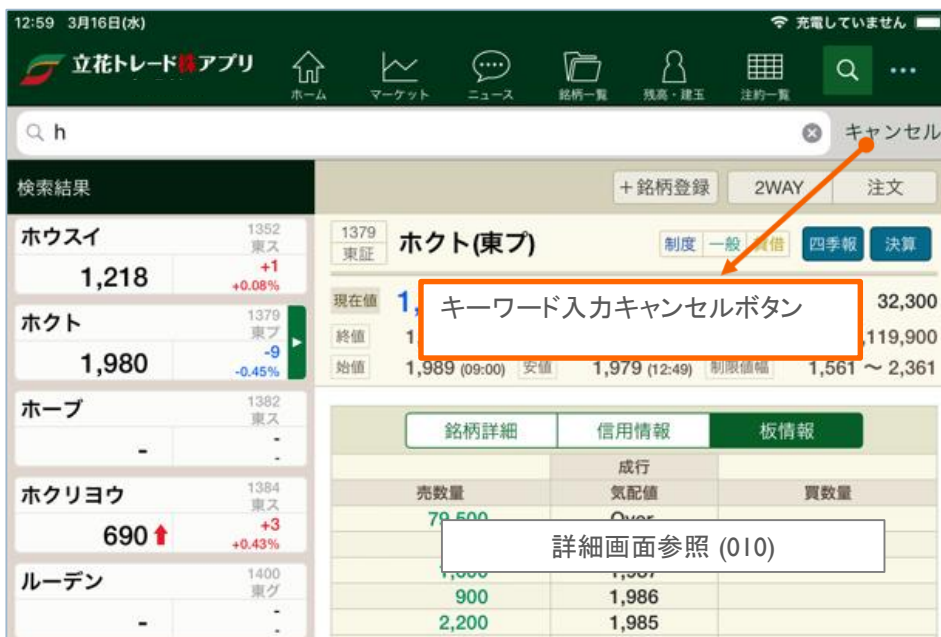 12:59 3月16日(水) 充電していません
立花トレード株アプリ
ホーム マーケット ニュース 銘柄一覧 残高・建玉 注約一覧
h キャンセル
検索結果 +銘柄登録 2WAY 注文
ホウスイ 1352 東ス
1,218 +1 +0.08%
ホクト 1379 東プ
1,980 -9 -0.45%
ホーブ 1382 東ス
- - -
ホクリヨウ 1384 東ス
690 +3 +0.43%
ルーデン 1400 東グ
- - -
1379 東証 ホクト(東プ) 制度 一般 貸借 四季報 決算
現在値 32,300
キーワード入力キャンセルボタン
終値 119,900
始値 1,989 (09:00) 安値 1,979 (12:49) 制限値幅 1,561 ～ 2,361
銘柄詳細 信用情報 板情報
成行
売数量 気配値 買数量
79,500 Over
詳細画面参照 (010)
900 1,986
2,200 1,985